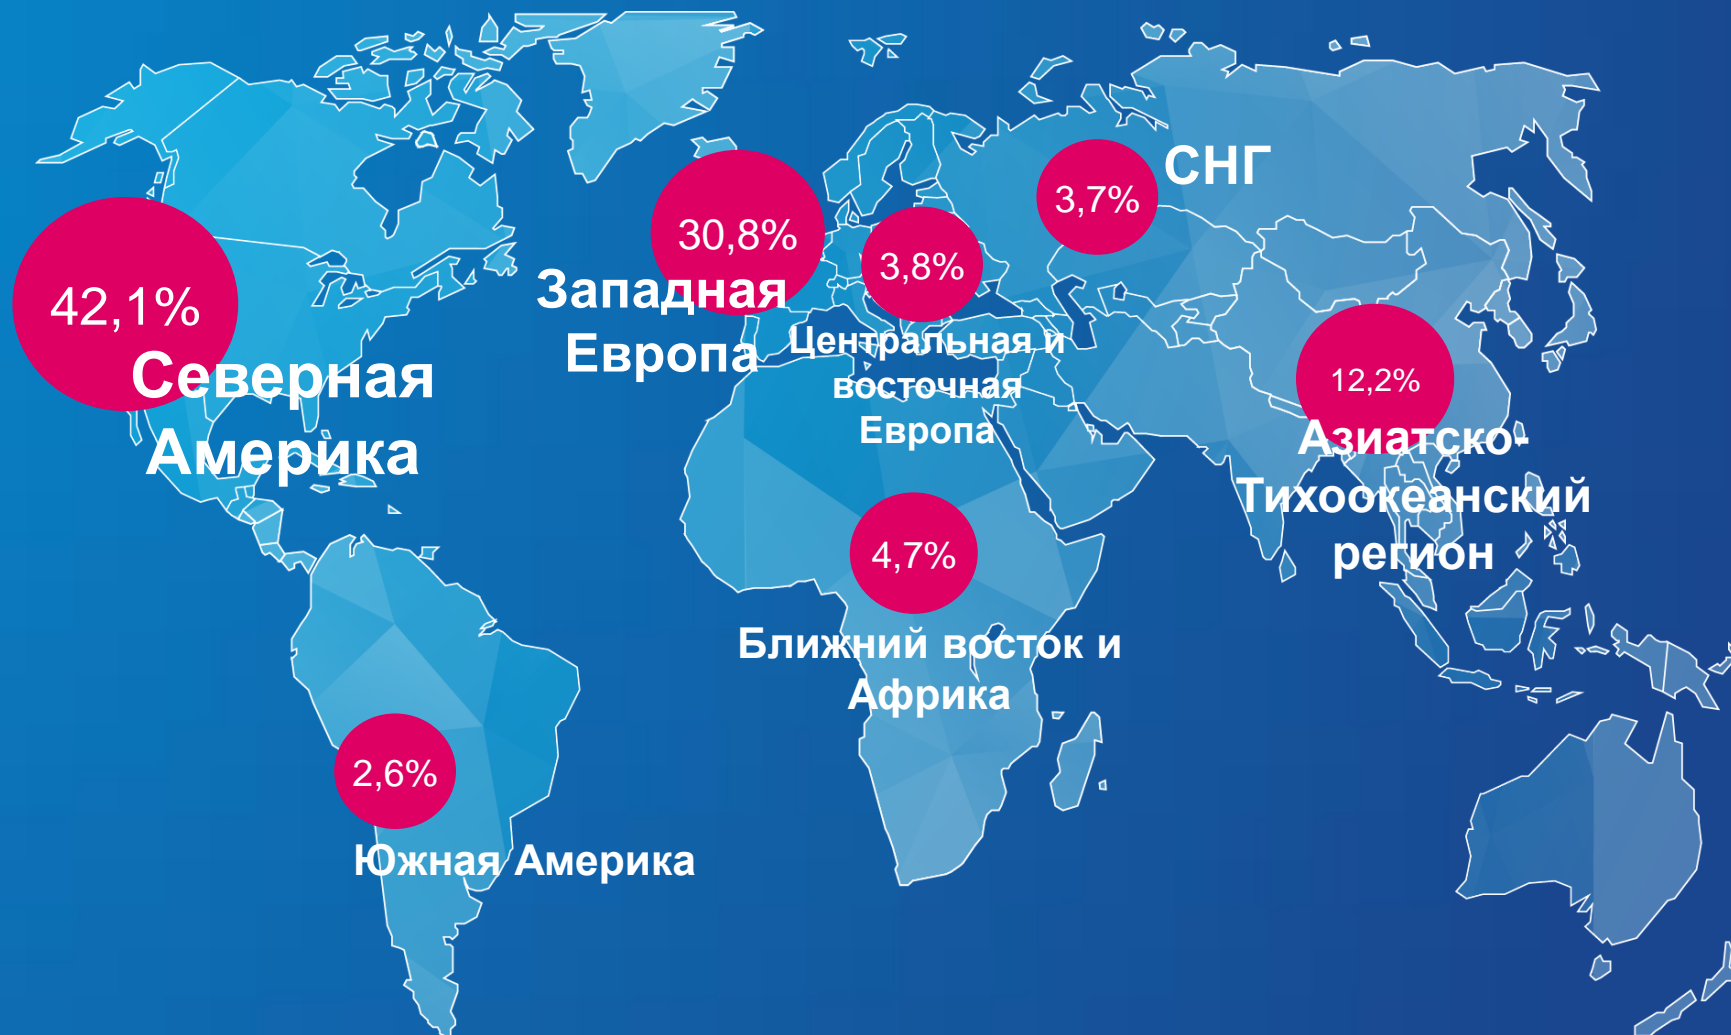 42,1%
Северная
Америка
30,8%
Западная
Европа
3,8%
Центральная и
восточная
Европа
3,7%
СНГ
12,2%
Азиатско-
Тихоокеанский
регион
4,7%
Ближний восток и
Африка
2,6%
Южная Америка